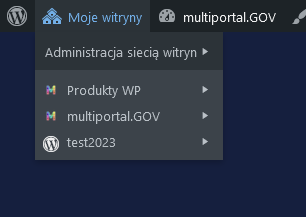 Moje witryny
multiportal.GOV
Administracja siecią witryn
Produkty WP
multiportal.GOV
test2023